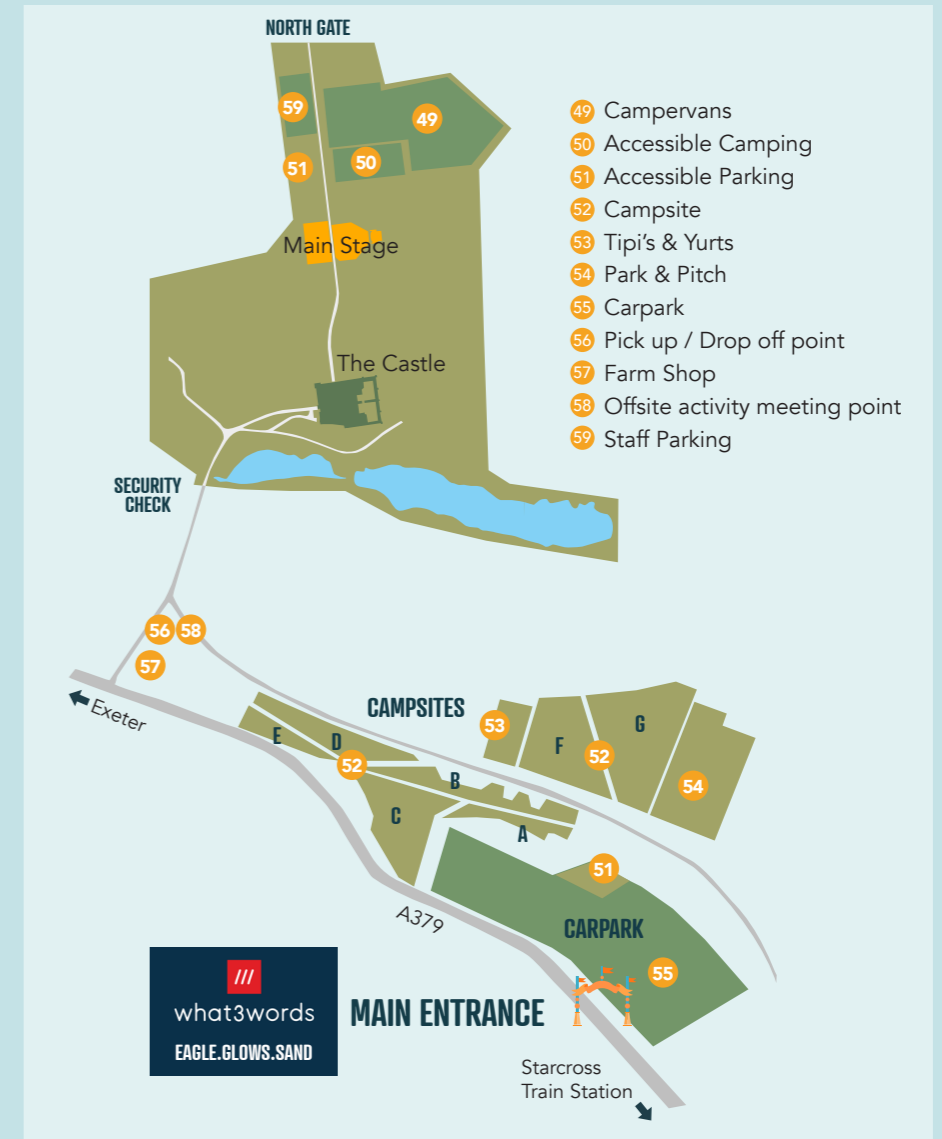 NORTH GATE
59
49
51
50
Main Stage
The Castle
49 Campervans
50 Accessible Camping
51 Accessible Parking
52 Campsite
53 Tipi's & Yurts
54 Park & Pitch
55 Carpark
56 Pick up / Drop off point
57 Farm Shop
58 Offsite activity meeting point
59 Staff Parking
SECURITY
CHECK
56
58
57
Exeter
CAMPSITES
53
G
F
E
D
52
52
54
B
C
A
51
A379
CARPARK
55
///
what3words
EAGLE.GLOWS.SAND
MAIN ENTRANCE
Starcross
Train Station